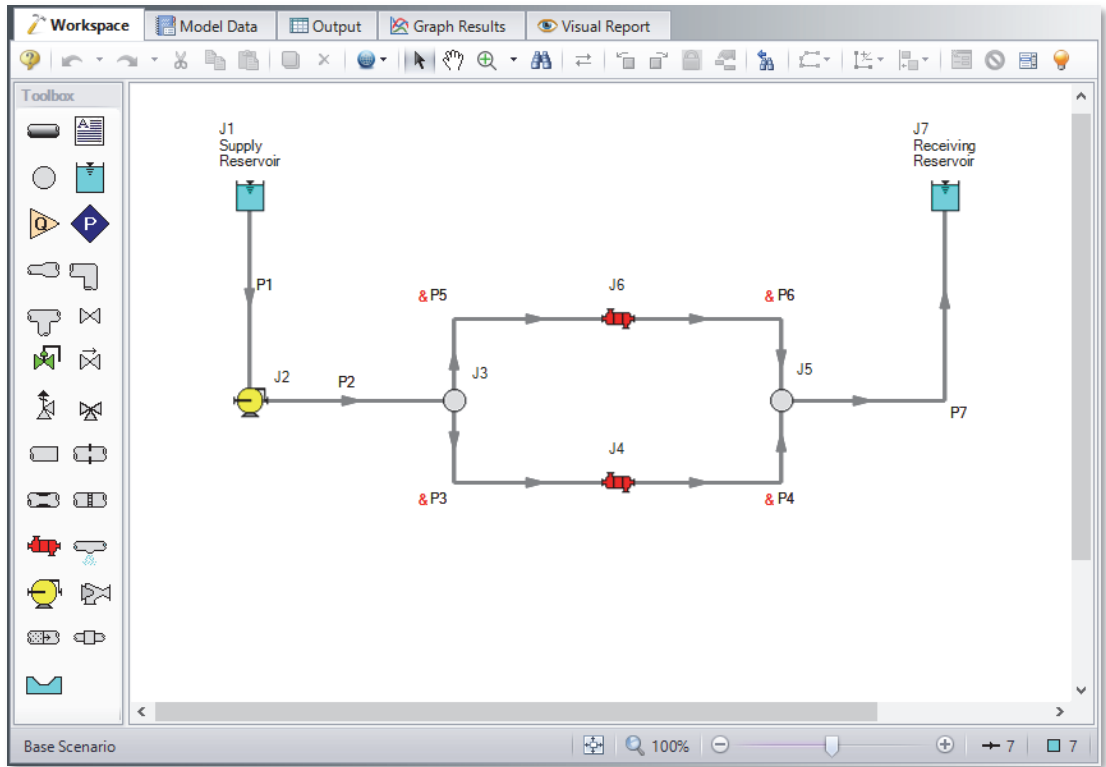 Workspace
Model Data
Output
Graph Results
Visual Report
Toolbox
A
Q
P
J1
Supply
Reservoir
J7
Receiving
Reservoir
P1
& P5
J6
& P6
J2
P2
J3
J5
P7
J4
& P3
& P4
Base Scenario
100%
7
7